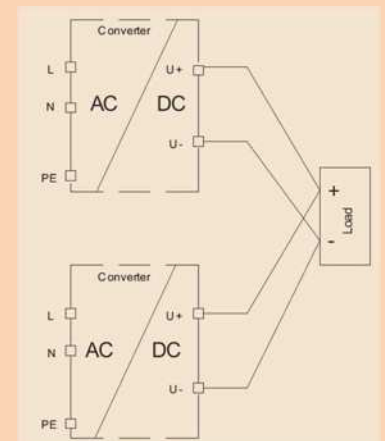 Converter
L
U+
N
AC
DC
U-
PE
+
-
Load
Converter
L
U+
N
AC
DC
U-
PE